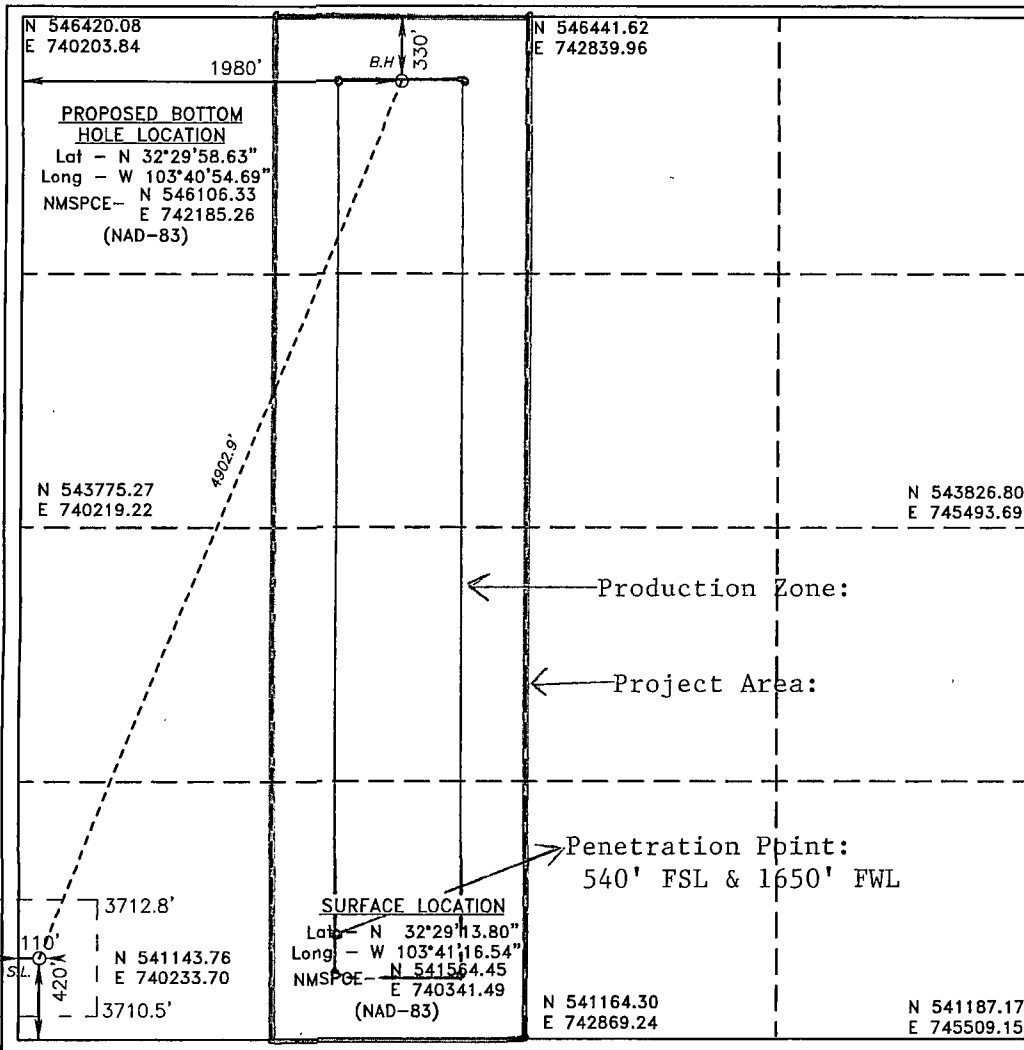 N 546420.08
E 740203.84
N 546441.62
E 742839.96
330'
B.H
1980'
PROPOSED BOTTOM
HOLE LOCATION
Lat - N 32°29'58.63"
Long - W 103°40'54.69"
NMSPCE- N 546106.33
E 742185.26
(NAD-83)
4902.9'
N 543775.27
E 740219.22
N 543826.80
E 745493.69
Production Zone:
Project Area:
Penetration Point:
540' FSL & 1650' FWL
3712.8'
SURFACE LOCATION
Lat - N 32°29'13.80"
Long - W 103°41'16.54"
NMSPCE- N 541564.45
E 740341.49
(NAD-83)
110'
S.L.
420'
N 541143.76
E 740233.70
3710.5'
N 541164.30
E 742869.24
N 541187.17
E 745509.15